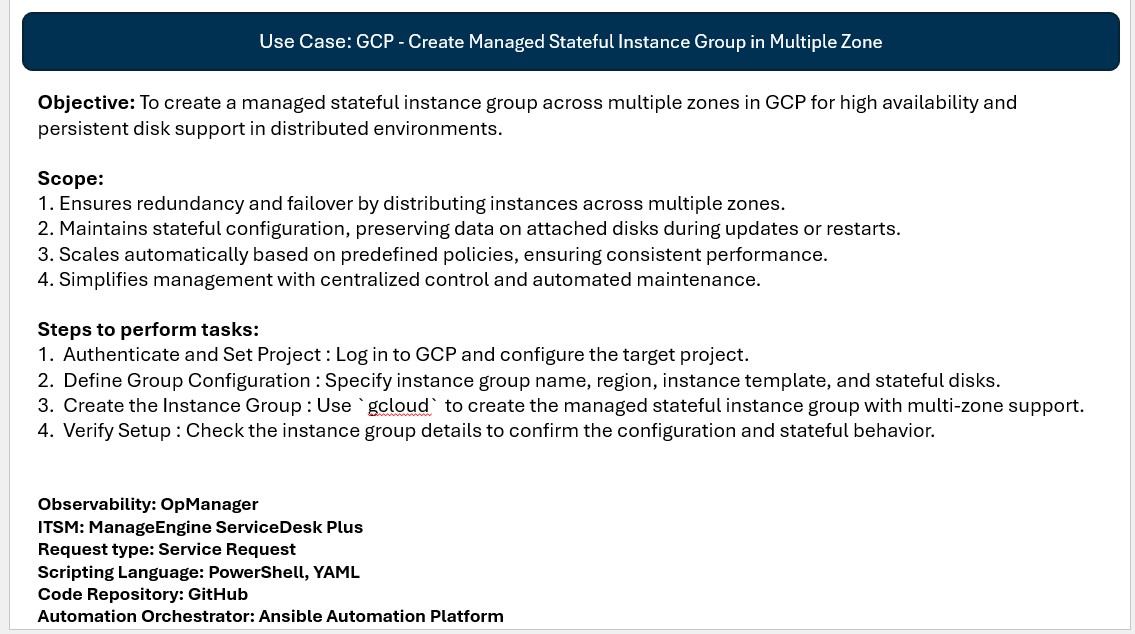 Use Case: GCP - Create Managed Stateful Instance Group in Multiple Zone
Objective: To create a managed stateful instance group across multiple zones in GCP for high availability and
persistent disk support in distributed environments.
Scope:
1. Ensures redundancy and failover by distributing instances across multiple zones.
2. Maintains stateful configuration, preserving data on attached disks during updates or restarts.
3. Scales automatically based on predefined policies, ensuring consistent performance.
4. Simplifies management with centralized control and automated maintenance.
Steps to perform tasks:
1. Authenticate and Set Project : Log in to GCP and configure the target project.
2. Define Group Configuration : Specify instance group name, region, instance template, and stateful disks.
3. Create the Instance Group : Use `gcloud` to create the managed stateful instance group with multi-zone support.
4. Verify Setup : Check the instance group details to confirm the configuration and stateful behavior.
Observability: OpManager
ITSM: ManageEngine ServiceDesk Plus
Request type: Service Request
Scripting Language: PowerShell, YAML
Code Repository: GitHub
Automation Orchestrator: Ansible Automation Platform